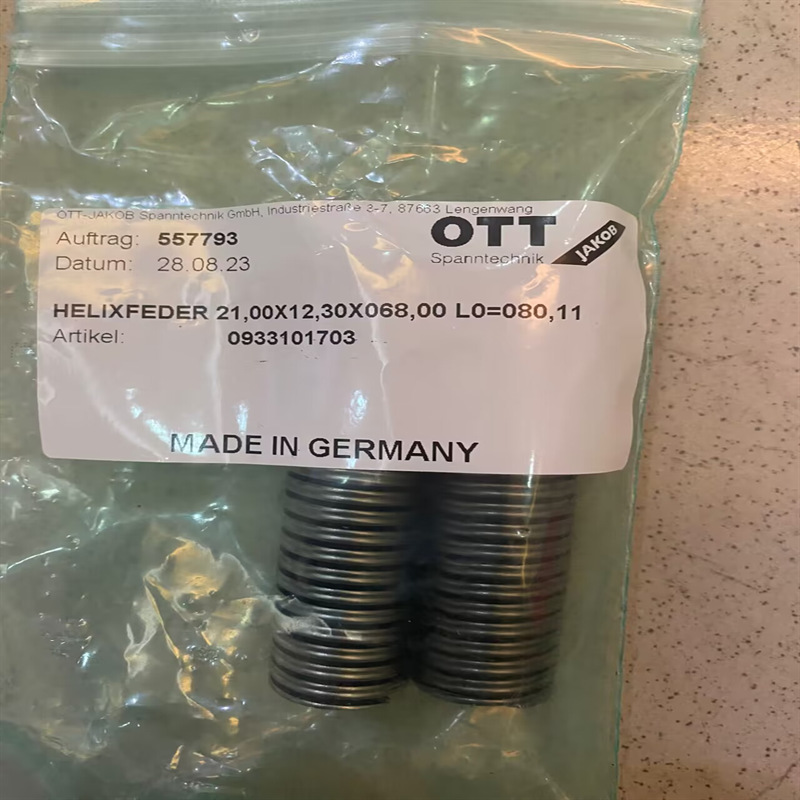 OTT-JAKOB Spanntechnik GmbH, Industriestraße 3-7, 87663 Lengenwang
OTT
JAKOB
Spanntechnik
Auftrag: 557793
Datum: 28.08.23
HELIXFEDER 21,00X12,30X068,00 L0=080,11
Artikel: 0933101703
MADE IN GERMANY